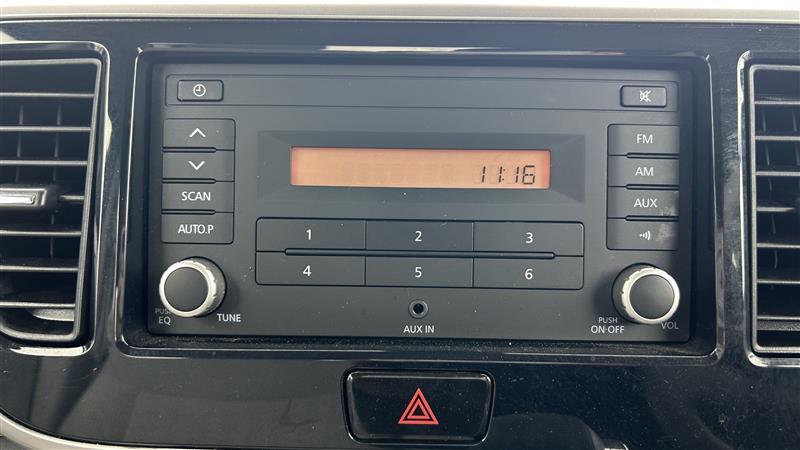 11:16
SCAN
AUTO.P
1 2 3
4 5 6
FM
AM
AUX
PUSH
EQ
TUNE
AUX IN
PUSH
ON·OFF
VOL